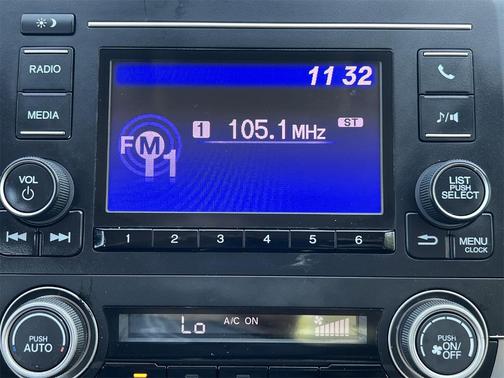 11 32
RADIO
MEDIA
1 105.1 MHz ST
FM1
VOL
LIST
PUSH
SELECT
1 2 3 4 5 6
MENU
CLOCK
Lo A/C ON
PUSH
AUTO
PUSH
ON/
OFF